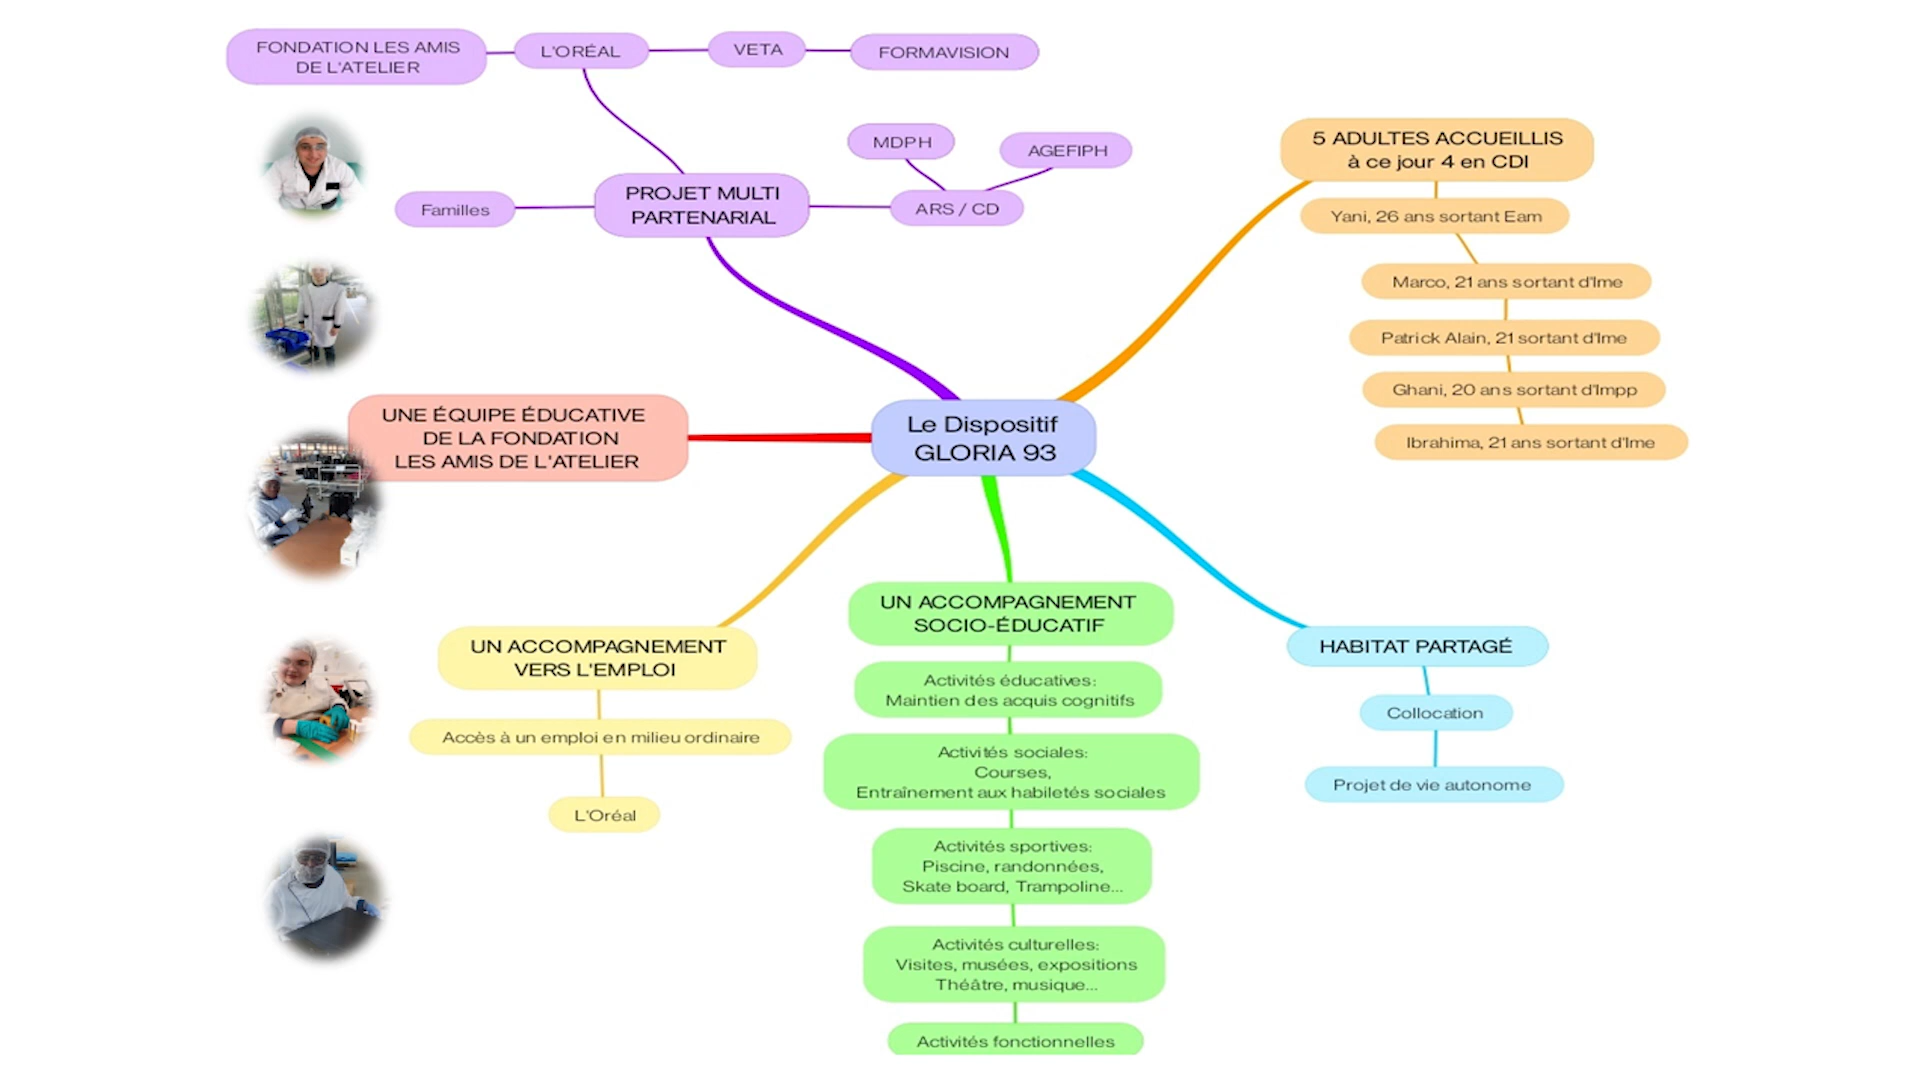 FONDATION LES AMIS
DE L'ATELIER
L'ORÉAL
VETA
FORMAVISION
MDPH
AGEFIPH
Familles
PROJET MULTI
PARTENARIAL
ARS / CD
5 ADULTES ACCUEILLIS
à ce jour 4 en CDI
Yani, 26 ans sortant Eam
Marco, 21 ans sortant d'Ime
Patrick Alain, 21 sortant d'Ime
Ghani, 20 ans sortant d'Impp
Ibrahima, 21 ans sortant d'Ime
UNE ÉQUIPE ÉDUCATIVE
DE LA FONDATION
LES AMIS DE L'ATELIER
Le Dispositif
GLORIA 93
UN ACCOMPAGNEMENT
VERS L'EMPLOI
Accès à un emploi en milieu ordinaire
L'Oréal
UN ACCOMPAGNEMENT
SOCIO-ÉDUCATIF
Activités éducatives:
Maintien des acquis cognitifs
Activités sociales:
Courses,
Entraînement aux habiletés sociales
Activités sportives:
Piscine, randonnées,
Skate board, Trampoline...
Activités culturelles:
Visites, musées, expositions
Théâtre, musique...
Activités fonctionnelles
HABITAT PARTAGÉ
Collocation
Projet de vie autonome